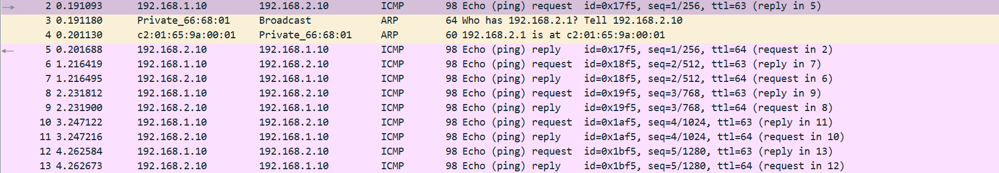 2 0.191093 192.168.1.10 192.168.2.10 ICMP 98 Echo (ping) request id=0x17f5, seq=1/256, ttl=63 (reply in 5)
3 0.191180 Private_66:68:01 Broadcast ARP 64 Who has 192.168.2.1? Tell 192.168.2.10
4 0.201130 c2:01:65:9a:00:01 Private_66:68:01 ARP 60 192.168.2.1 is at c2:01:65:9a:00:01
5 0.201688 192.168.2.10 192.168.1.10 ICMP 98 Echo (ping) reply id=0x17f5, seq=1/256, ttl=64 (request in 2)
6 1.216419 192.168.1.10 192.168.2.10 ICMP 98 Echo (ping) request id=0x18f5, seq=2/512, ttl=63 (reply in 7)
7 1.216495 192.168.2.10 192.168.1.10 ICMP 98 Echo (ping) reply id=0x18f5, seq=2/512, ttl=64 (request in 6)
8 2.231812 192.168.1.10 192.168.2.10 ICMP 98 Echo (ping) request id=0x19f5, seq=3/768, ttl=63 (reply in 9)
9 2.231900 192.168.2.10 192.168.1.10 ICMP 98 Echo (ping) reply id=0x19f5, seq=3/768, ttl=64 (request in 8)
10 3.247122 192.168.1.10 192.168.2.10 ICMP 98 Echo (ping) request id=0x1af5, seq=4/1024, ttl=63 (reply in 11)
11 3.247216 192.168.2.10 192.168.1.10 ICMP 98 Echo (ping) reply id=0x1af5, seq=4/1024, ttl=64 (request in 10)
12 4.262584 192.168.1.10 192.168.2.10 ICMP 98 Echo (ping) request id=0x1bf5, seq=5/1280, ttl=63 (reply in 13)
13 4.262673 192.168.2.10 192.168.1.10 ICMP 98 Echo (ping) reply id=0x1bf5, seq=5/1280, ttl=64 (request in 12)